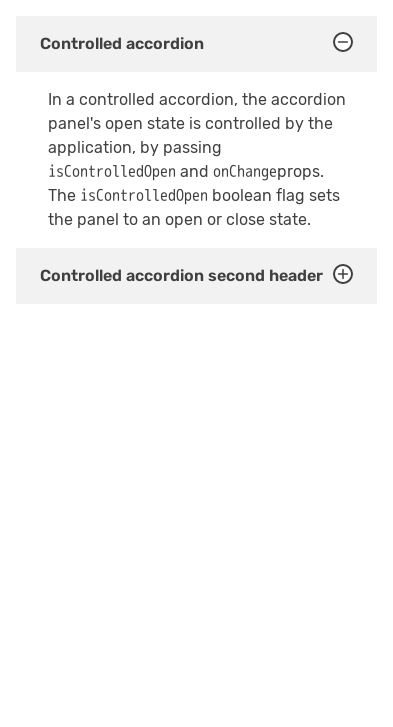 Controlled accordion
In a controlled accordion, the accordion
panel's open state is controlled by the
application, by passing
isControlledOpen and onChangeprops.
The isControlledOpen boolean flag sets
the panel to an open or close state.
Controlled accordion second header